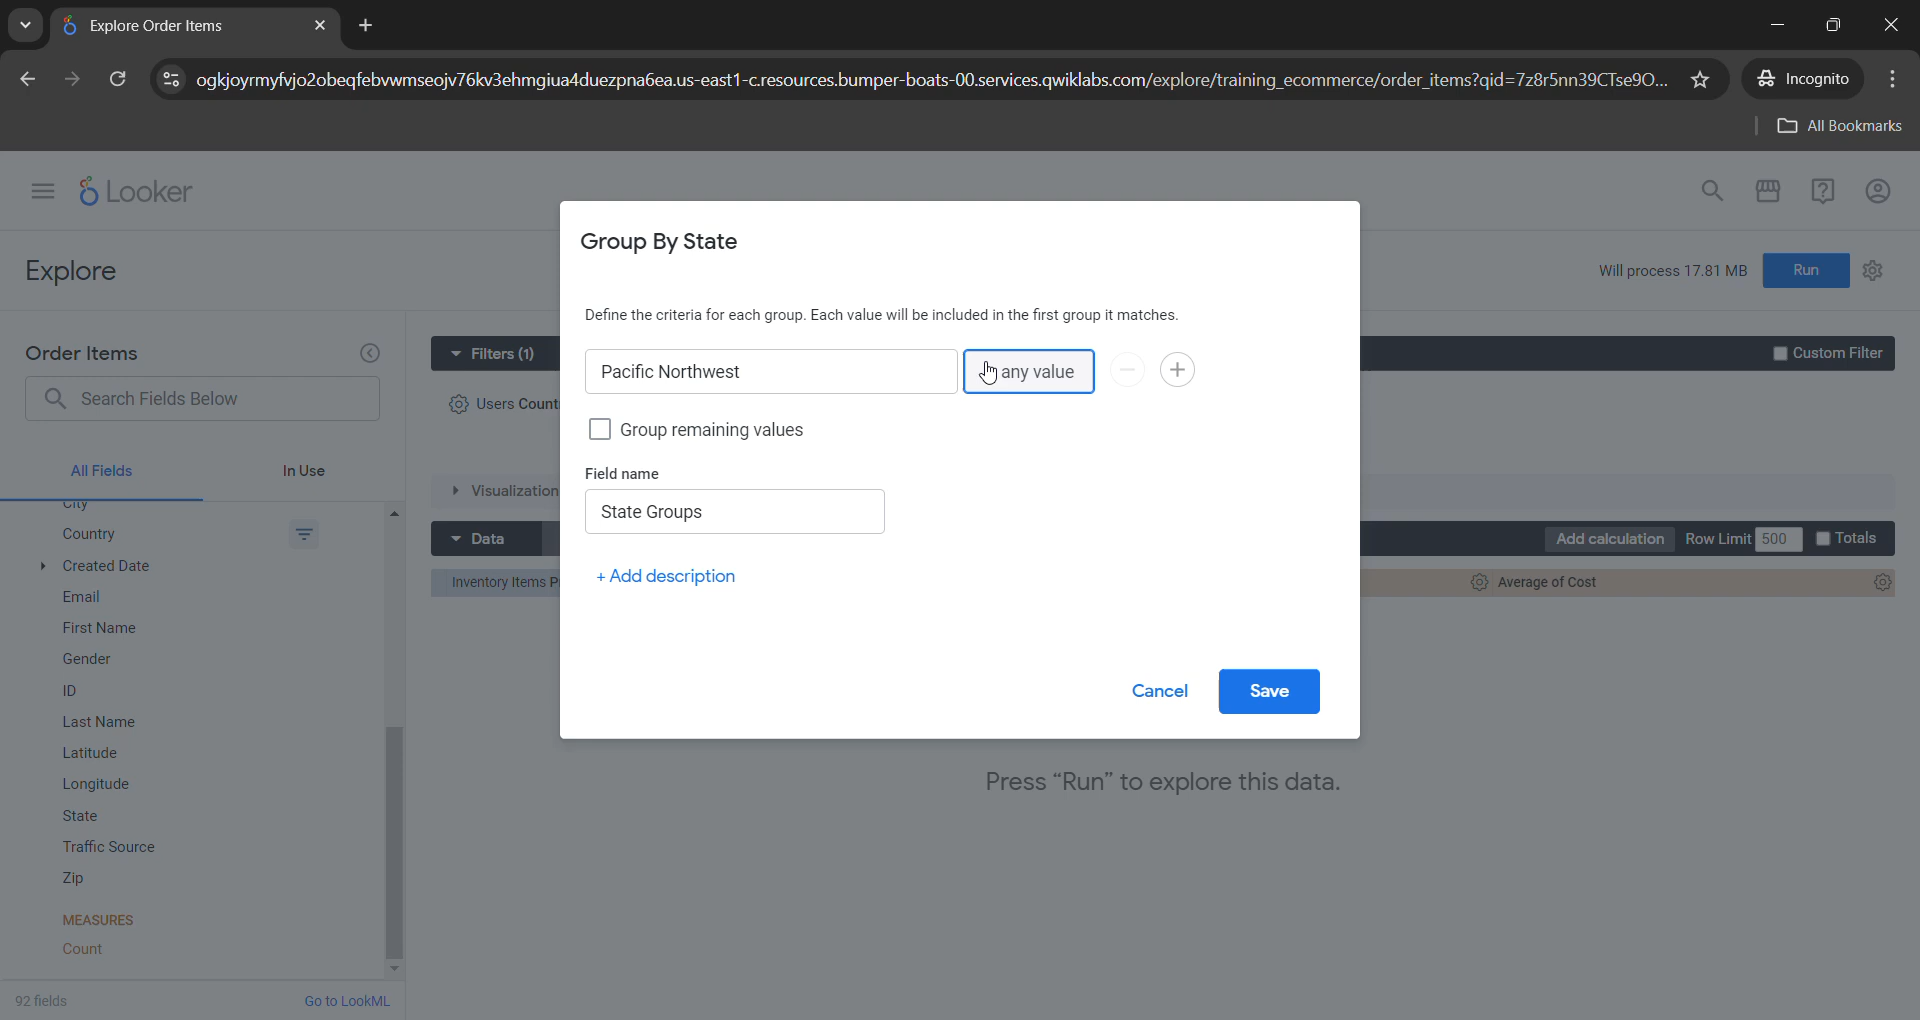 Explore Order Items
ogkjoyrmyfvjo2obeqfebvwmseojv76kv3ehmgiua4duezpna6ea.us-east1-c.resources.bumper-boats-00.services.qwiklabs.com/explore/training_ecommerce/order_items?qid=7z8r5nn39CTse9O...
Incognito
All Bookmarks
Looker
Explore
Will process 17.81 MB
Run
Group By State
Define the criteria for each group. Each value will be included in the first group it matches.
Pacific Northwest
any value
Group remaining values
Field name
State Groups
+ Add description
Cancel
Save
Order Items
Search Fields Below
All Fields
In Use
City
Country
Created Date
Email
First Name
Gender
ID
Last Name
Latitude
Longitude
State
Traffic Source
Zip
MEASURES
Count
92 fields
Go to LookML
Filters (1)
Custom Filter
Users
Visualization
Data
Add calculation
Row Limit
500
Totals
Inventory Items
Average of Cost
Press “Run” to explore this data.